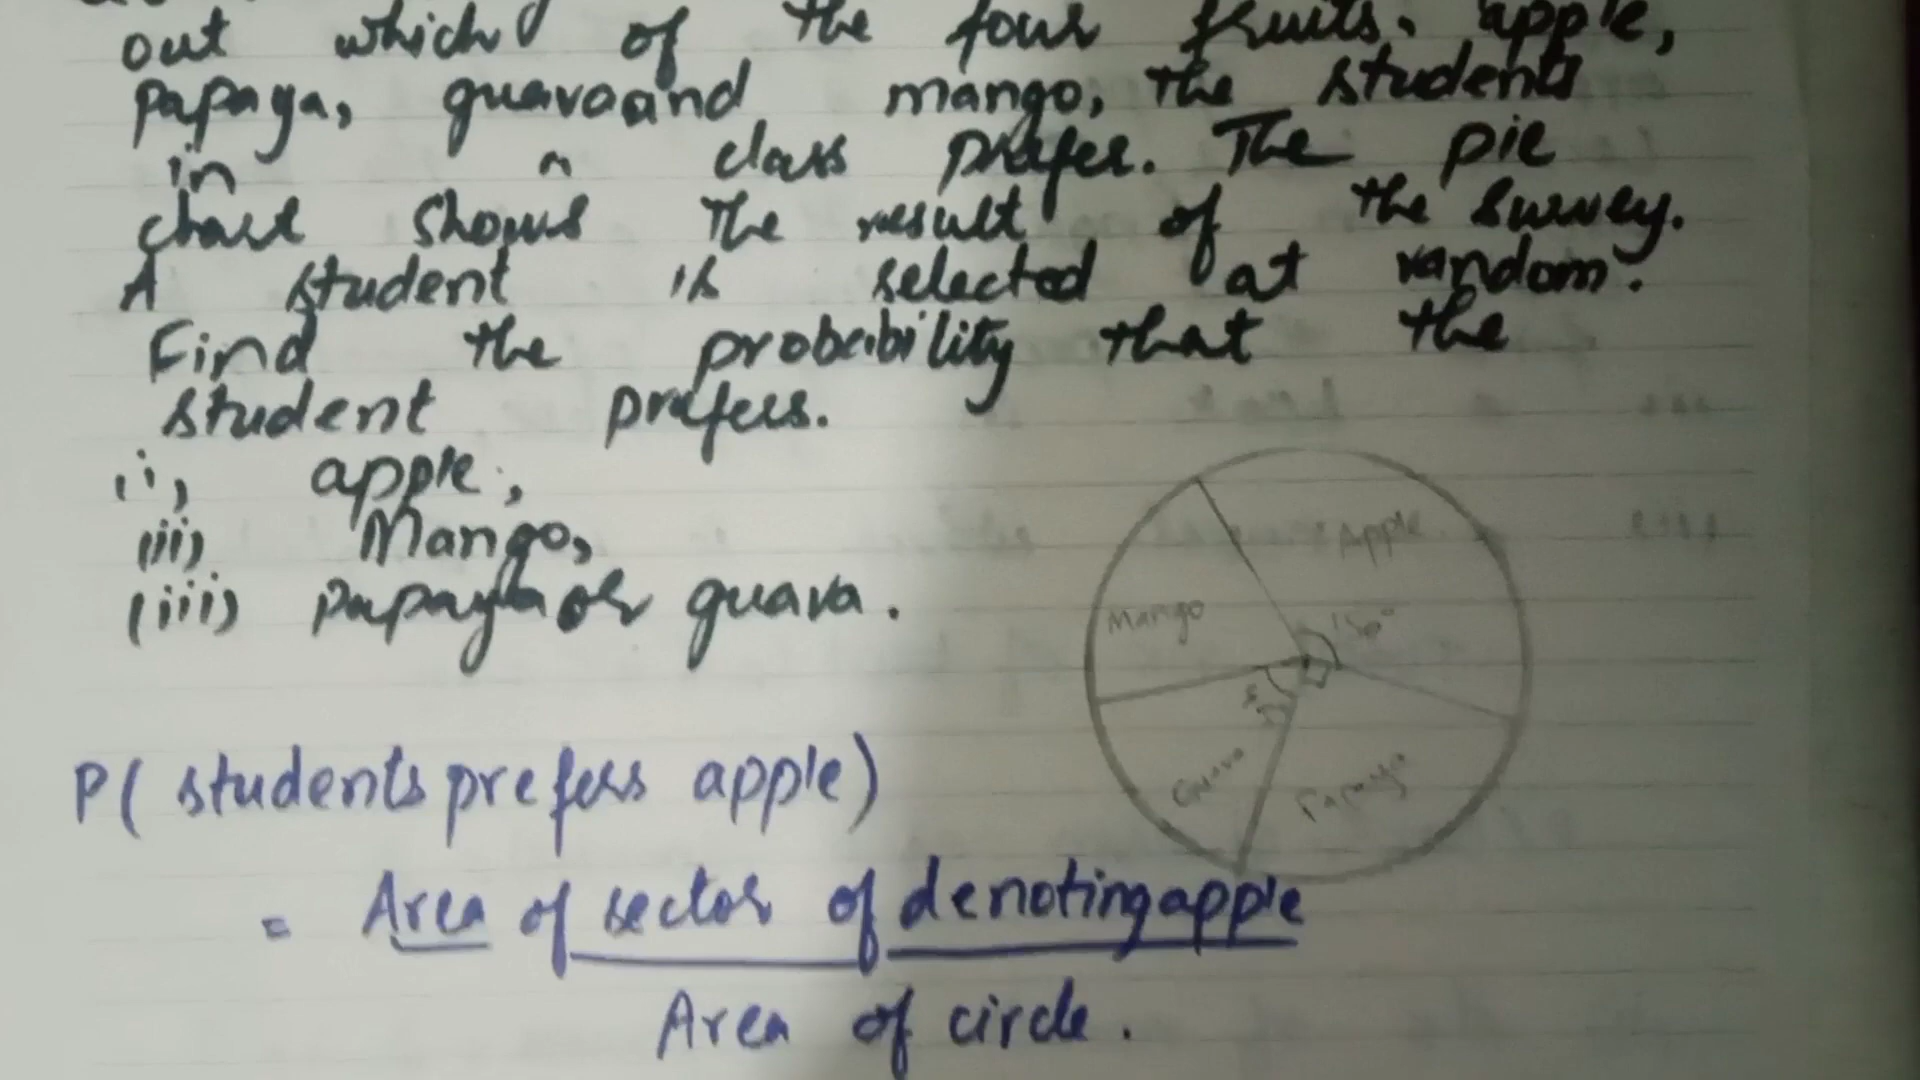 out which of the four fruits. apple,
papaya, guava and mango, the students
in a class prefer. The pie
chart shows the result of the survey.
A student is selected at random.
Find the probability that the
student prefers.
(i), apple,
(ii) Mango,
(iii) papaya or guava.
Apple
Mango
150°
Guava
Papaya
P( students prefers apple)
= Area of sector of denoting apple
Area of circle.